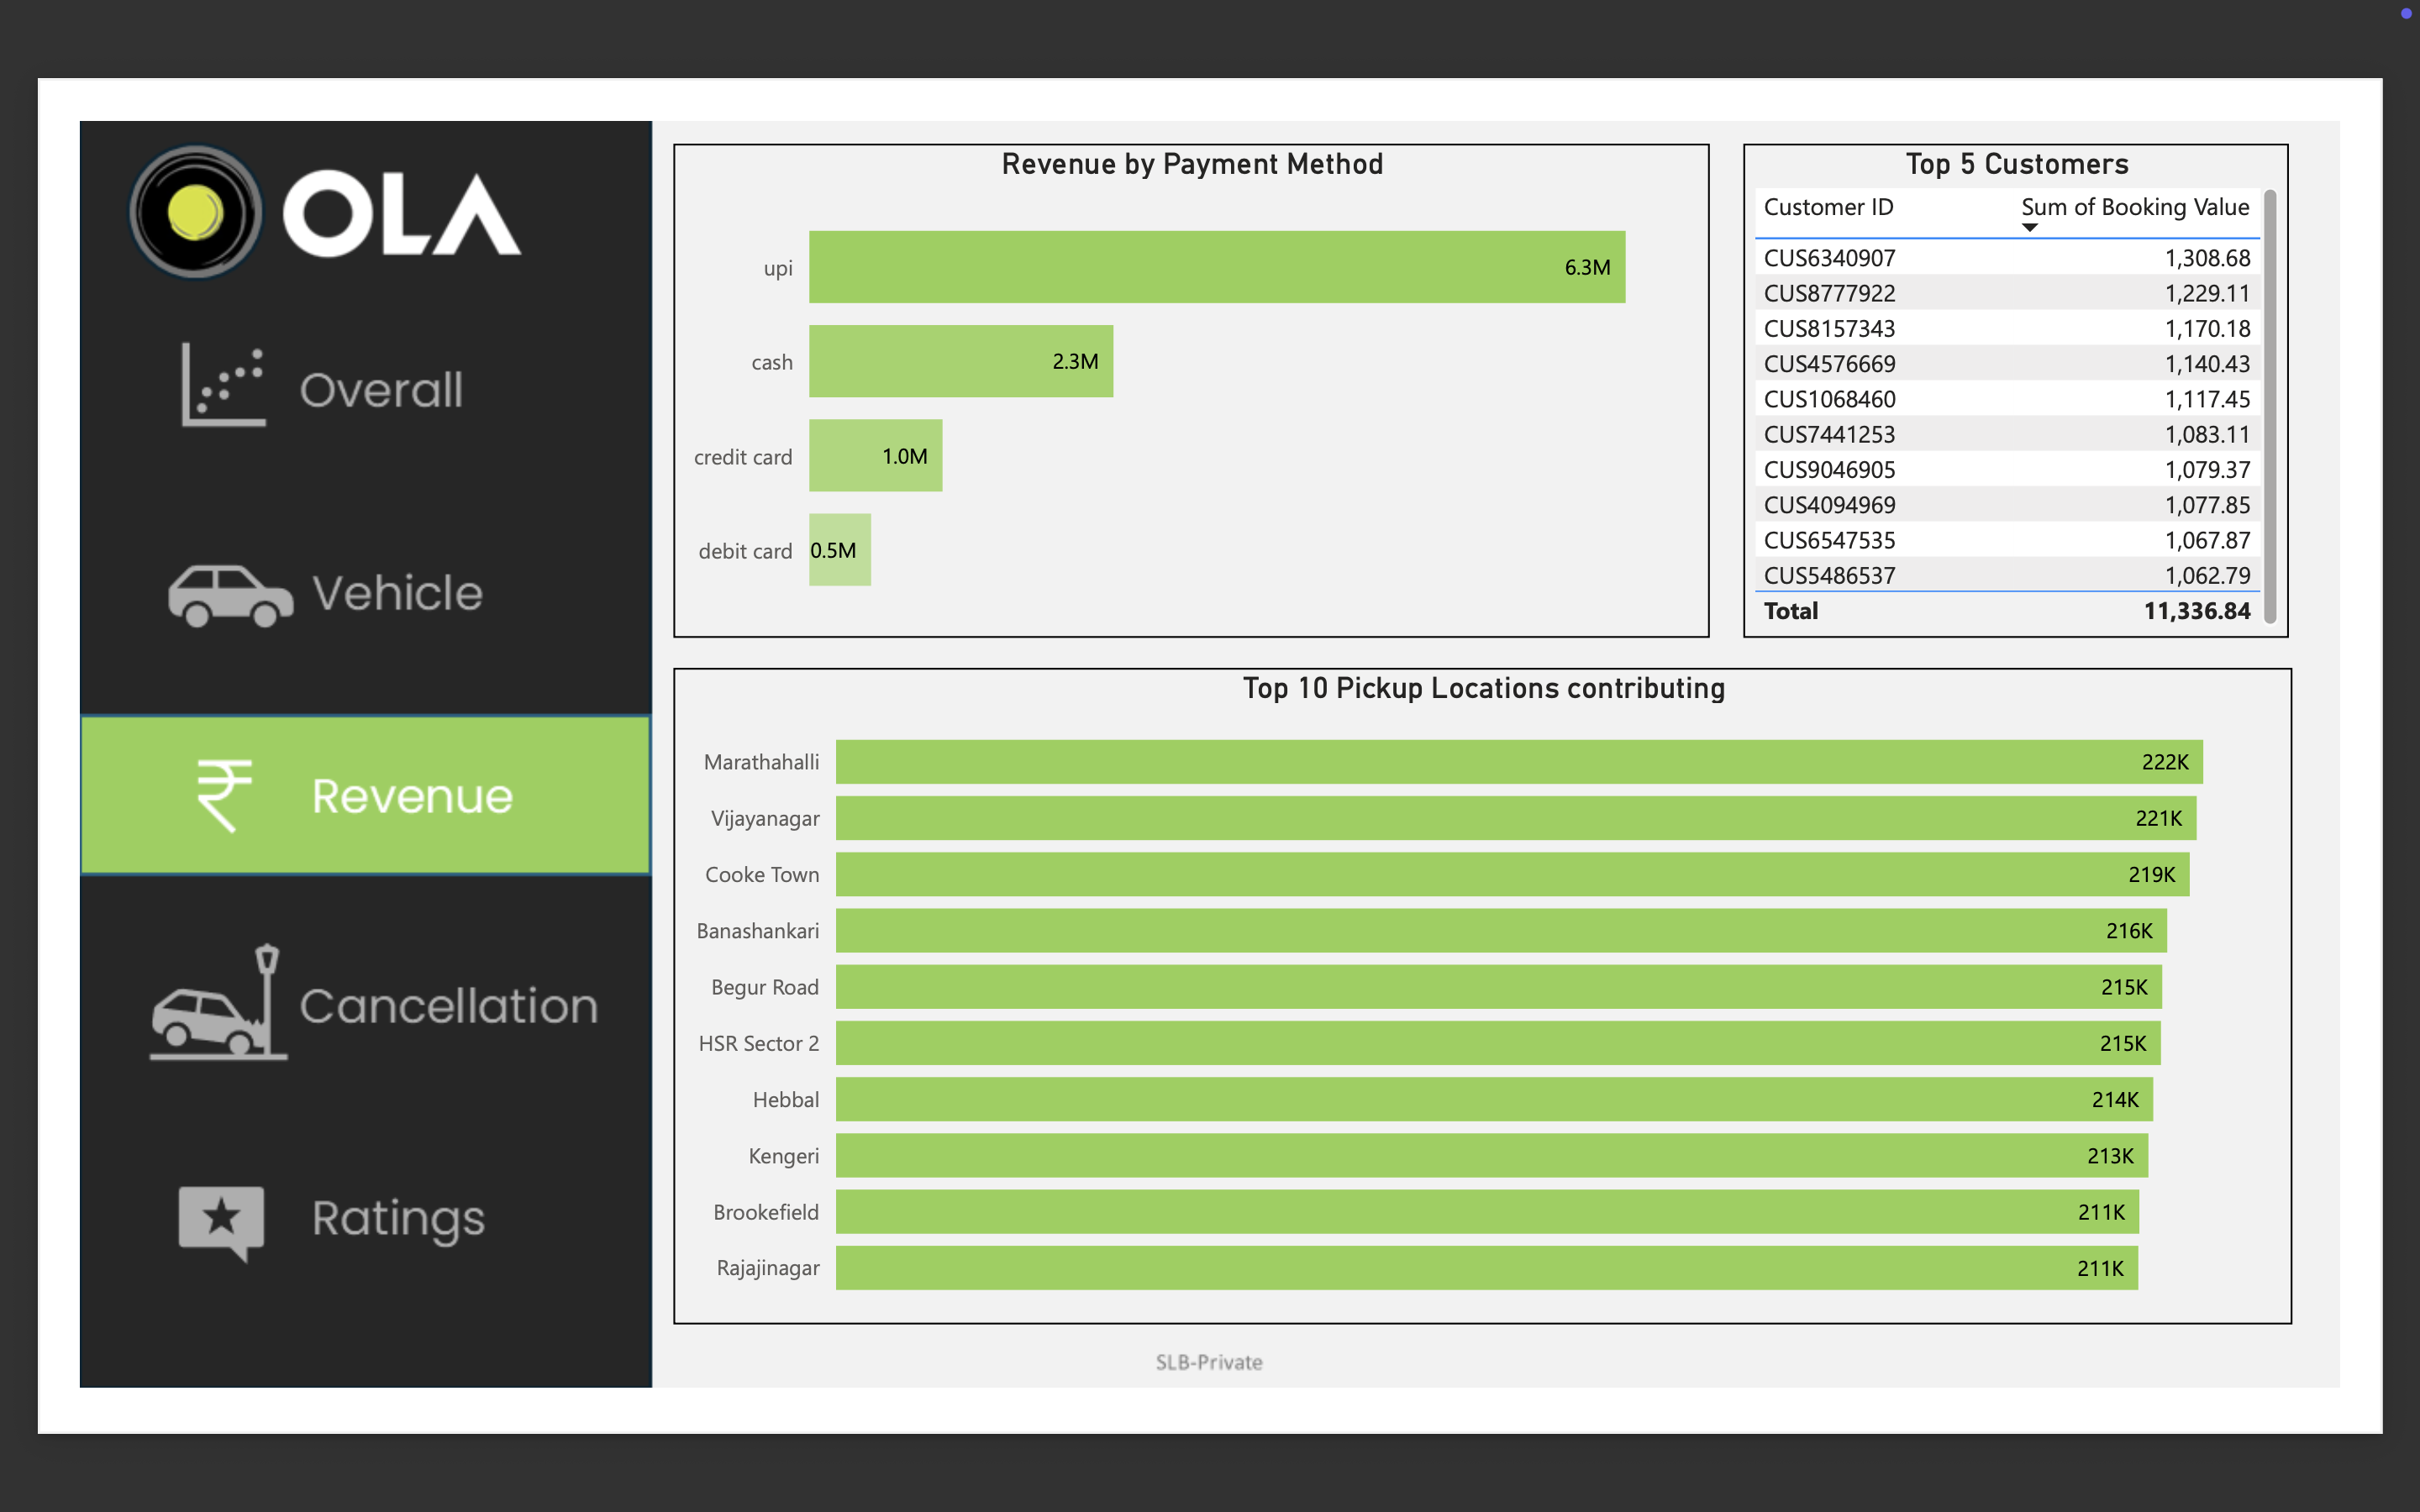 OLA
Overall
Vehicle
Revenue
Cancellation
Ratings
Revenue by Payment Method
upi 6.3M
cash 2.3M
credit card 1.0M
debit card 0.5M
Top 5 Customers
Customer ID Sum of Booking Value
CUS6340907 1,308.68
CUS8777922 1,229.11
CUS8157343 1,170.18
CUS4576669 1,140.43
CUS1068460 1,117.45
CUS7441253 1,083.11
CUS9046905 1,079.37
CUS4094969 1,077.85
CUS6547535 1,067.87
CUS5486537 1,062.79
Total 11,336.84
Top 10 Pickup Locations contributing
Marathahalli 222K
Vijayanagar 221K
Cooke Town 219K
Banashankari 216K
Begur Road 215K
HSR Sector 2 215K
Hebbal 214K
Kengeri 213K
Brookefield 211K
Rajajinagar 211K
SLB-Private